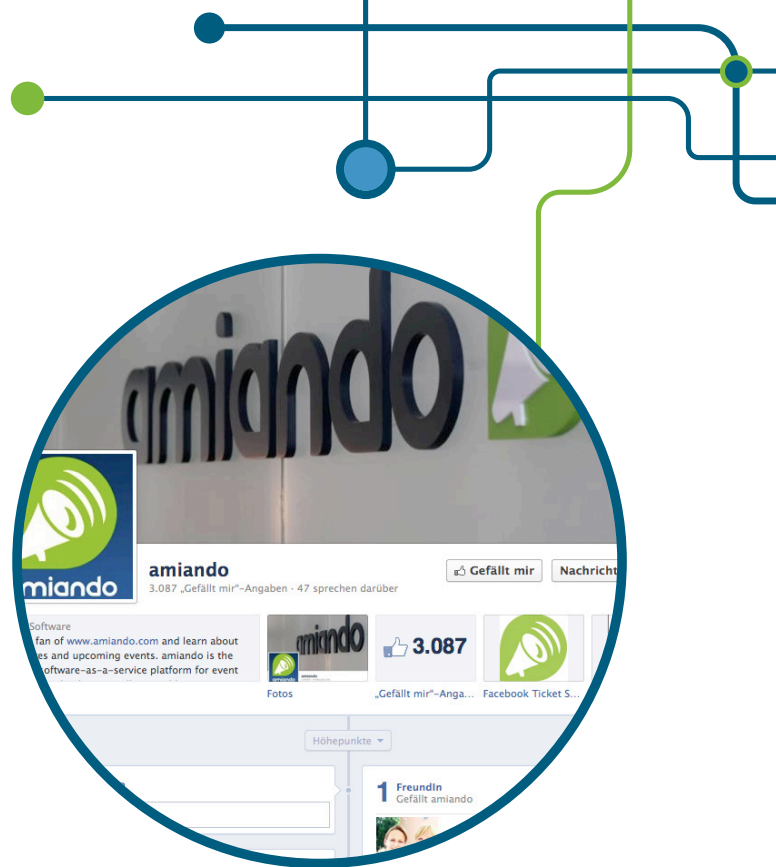 amiando
amiando
amiando
3.087 „Gefällt mir"-Angaben · 47 sprechen darüber
Gefällt mir
Nachricht
Software
fan of www.amiando.com and learn about
and upcoming events. amiando is the
software-as-a-service platform for event
amiando
amiando
3.087
Fotos
„Gefällt mir"-Anga...
Facebook Ticket S...
Höhepunkte
1 FreundIn
Gefällt amiando